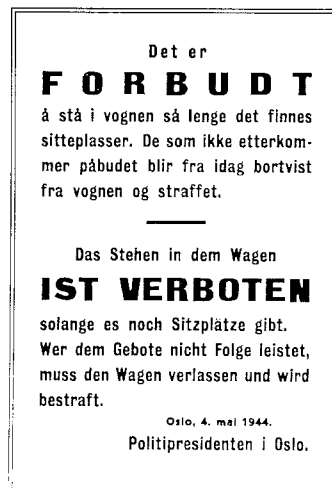 Det er
FORBUDT
å stå i vognen så lenge det finnes
sitteplasser. De som ikke etterkom-
mer påbudet blir fra idag bortvist
fra vognen og straffet.
Das Stehen in dem Wagen
IST VERBOTEN
solange es noch Sitzplätze gibt.
Wer dem Gebote nicht Folge leistet,
muss den Wagen verlassen und wird
bestraft.
Oslo, 4. mai 1944.
Politipresidenten i Oslo.